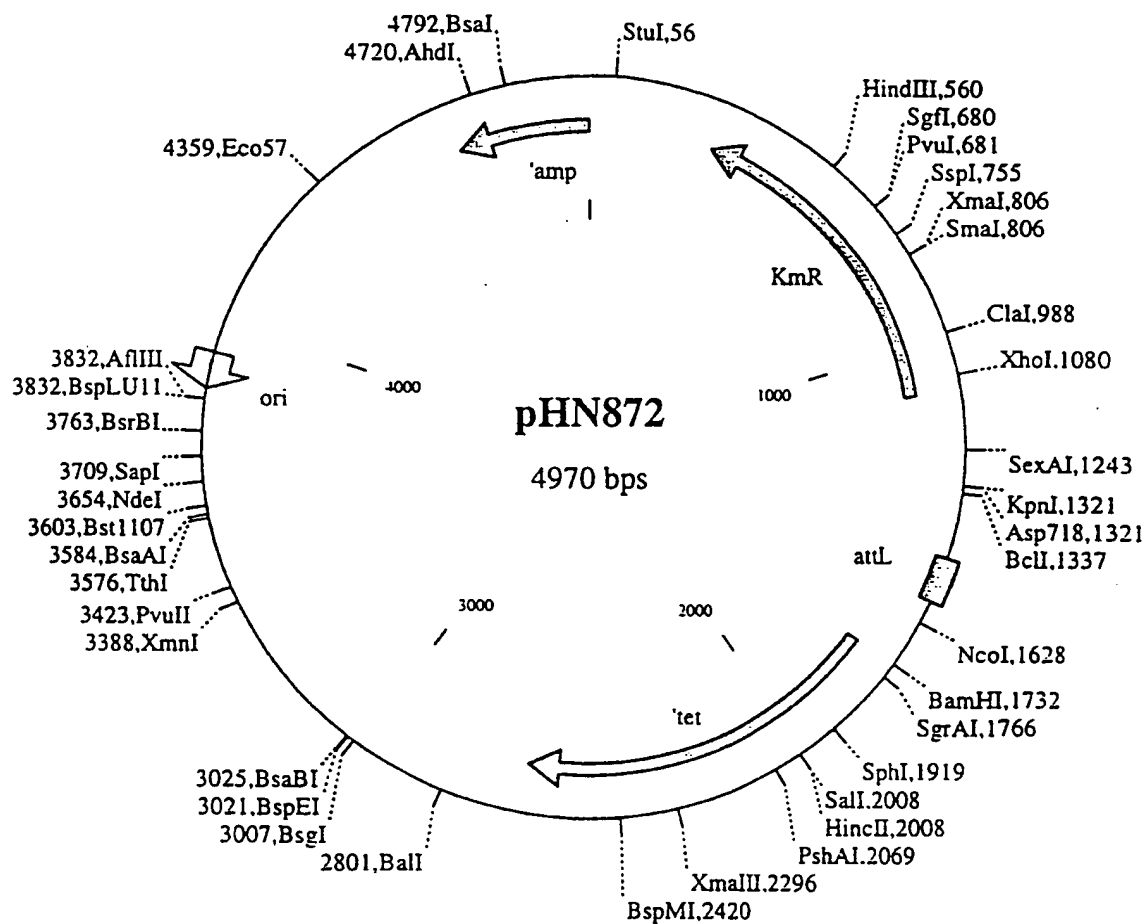 4792,BsaI
4720,AhdI
StuI,56
HindIII,560
SgfI,680
PvuI,681
SspI,755
XmaI,806
SmaI,806
4359,Eco57
'amp
KmR
ClaI,988
XhoI.1080
3832,AflIII
3832,BspLU11
ori
4000
1000
pHN872
4970 bps
3763,BsrBI
3709,SapI
3654,NdeI
3603,Bst1107
3584,BsaAI
3576,TthI
3423,PvuII
3388,XmnI
SexAI,1243
KpnI,1321
Asp718,1321
BclI,1337
attL
3000
2000
NcoI,1628
BamHI,1732
SgrAI,1766
'tet
SphI,1919
SalI.2008
HincII,2008
PshAI.2069
XmaIII.2296
BspMI,2420
3025,BsaBI
3021,BspEI
3007,BsgI
2801,BalI